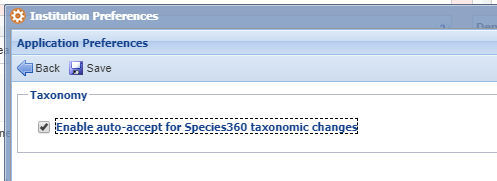 Institution Preferences
Application Preferences
Back Save
Taxonomy
Enable auto-accept for Species360 taxonomic changes